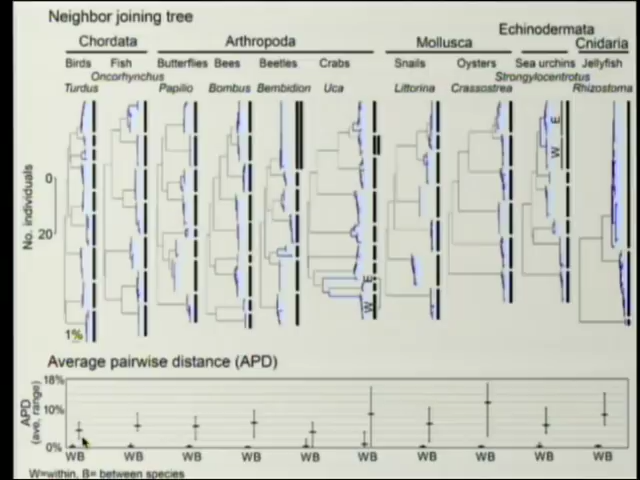 Neighbor joining tree
Echinodermata
Chordata Arthropoda Mollusca Cnidaria
Birds Fish Butterflies Bees Beetles Crabs Snails Oysters Sea urchins Jellyfish
Oncorhynchus Strongylocentrotus
Turdus Papilio Bombus Bembidion Uca Littorina Crassostrea Rhizostoma
E
W
0
No. individuals
20
E
W
1%
Average pairwise distance (APD)
18%
10%
0%
APD
(ave, range)
WB WB WB WB WB WB WB WB WB WB
W=within, B= between species